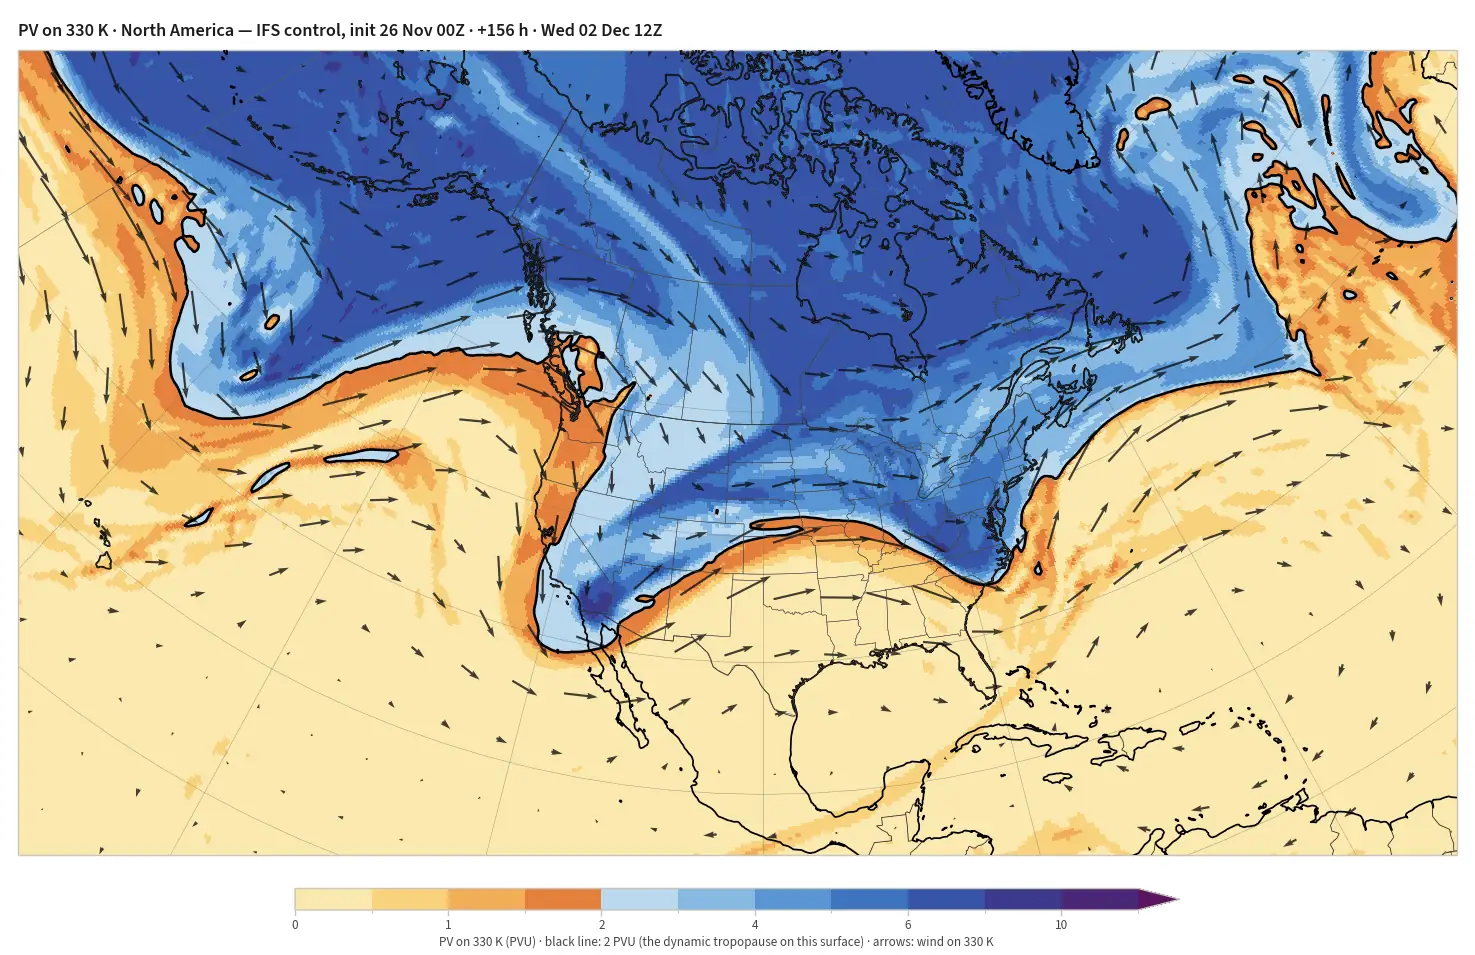 PV on 330 K · North America — IFS control, init 26 Nov 00Z · +156 h · Wed 02 Dec 12Z
0 1 2 4 6 10
PV on 330 K (PVU) · black line: 2 PVU (the dynamic tropopause on this surface) · arrows: wind on 330 K